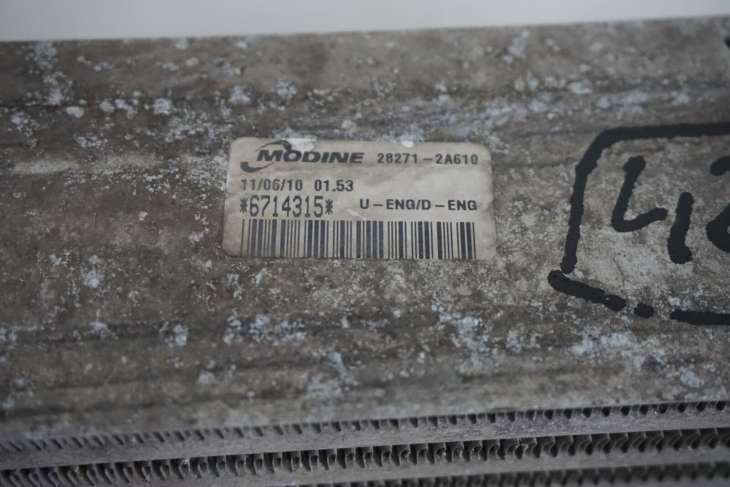 MODINE 28271-2A610
11/06/10 01.53
*6714315* U-ENG/D-ENG